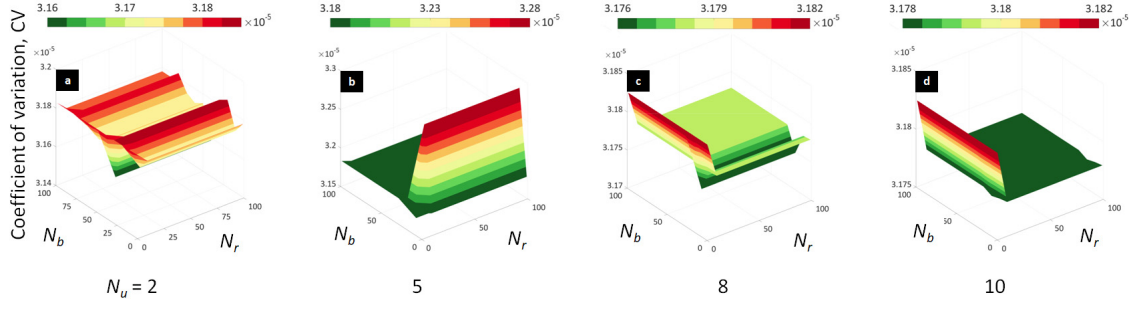 3.16 3.17 3.18 ×10⁻⁵
3.18 3.23 3.28 ×10⁻⁵
3.176 3.179 3.182 ×10⁻⁵
3.178 3.18 3.182 ×10⁻⁵
Coefficient of variation, CV
×10⁻⁵
3.2
3.18
3.16
3.14
a
100
75
50
25
0
0
25
50
75
100
N_b
N_r
×10⁻⁵
3.3
3.25
3.2
3.15
b
100
50
0
0
50
100
N_b
N_r
×10⁻⁵
3.185
3.18
3.175
3.17
c
100
50
0
0
50
100
N_b
N_r
×10⁻⁵
3.185
3.18
3.175
d
100
50
0
0
50
100
N_b
N_r
N_u = 2
5
8
10